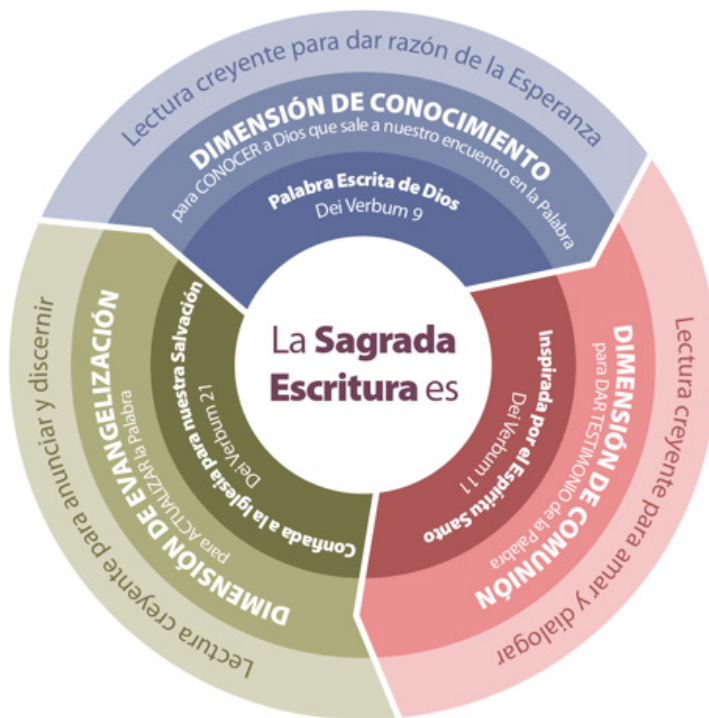 La Sagrada
Escritura es
Lectura creyente para dar razón de la Esperanza
DIMENSIÓN DE CONOCIMIENTO
para CONOCER a Dios que sale a nuestro encuentro en la Palabra
Palabra Escrita de Dios
Dei Verbum 9
Lectura creyente para amar y dialogar
DIMENSIÓN DE COMUNIÓN
para DAR TESTIMONIO de la Palabra
Inspirada por el Espíritu Santo
Dei Verbum 11
Lectura creyente para anunciar y discernir
DIMENSIÓN DE EVANGELIZACIÓN
para ACTUALIZAR la Palabra
Confiada a la Iglesia para nuestra Salvación
Dei Verbum 21